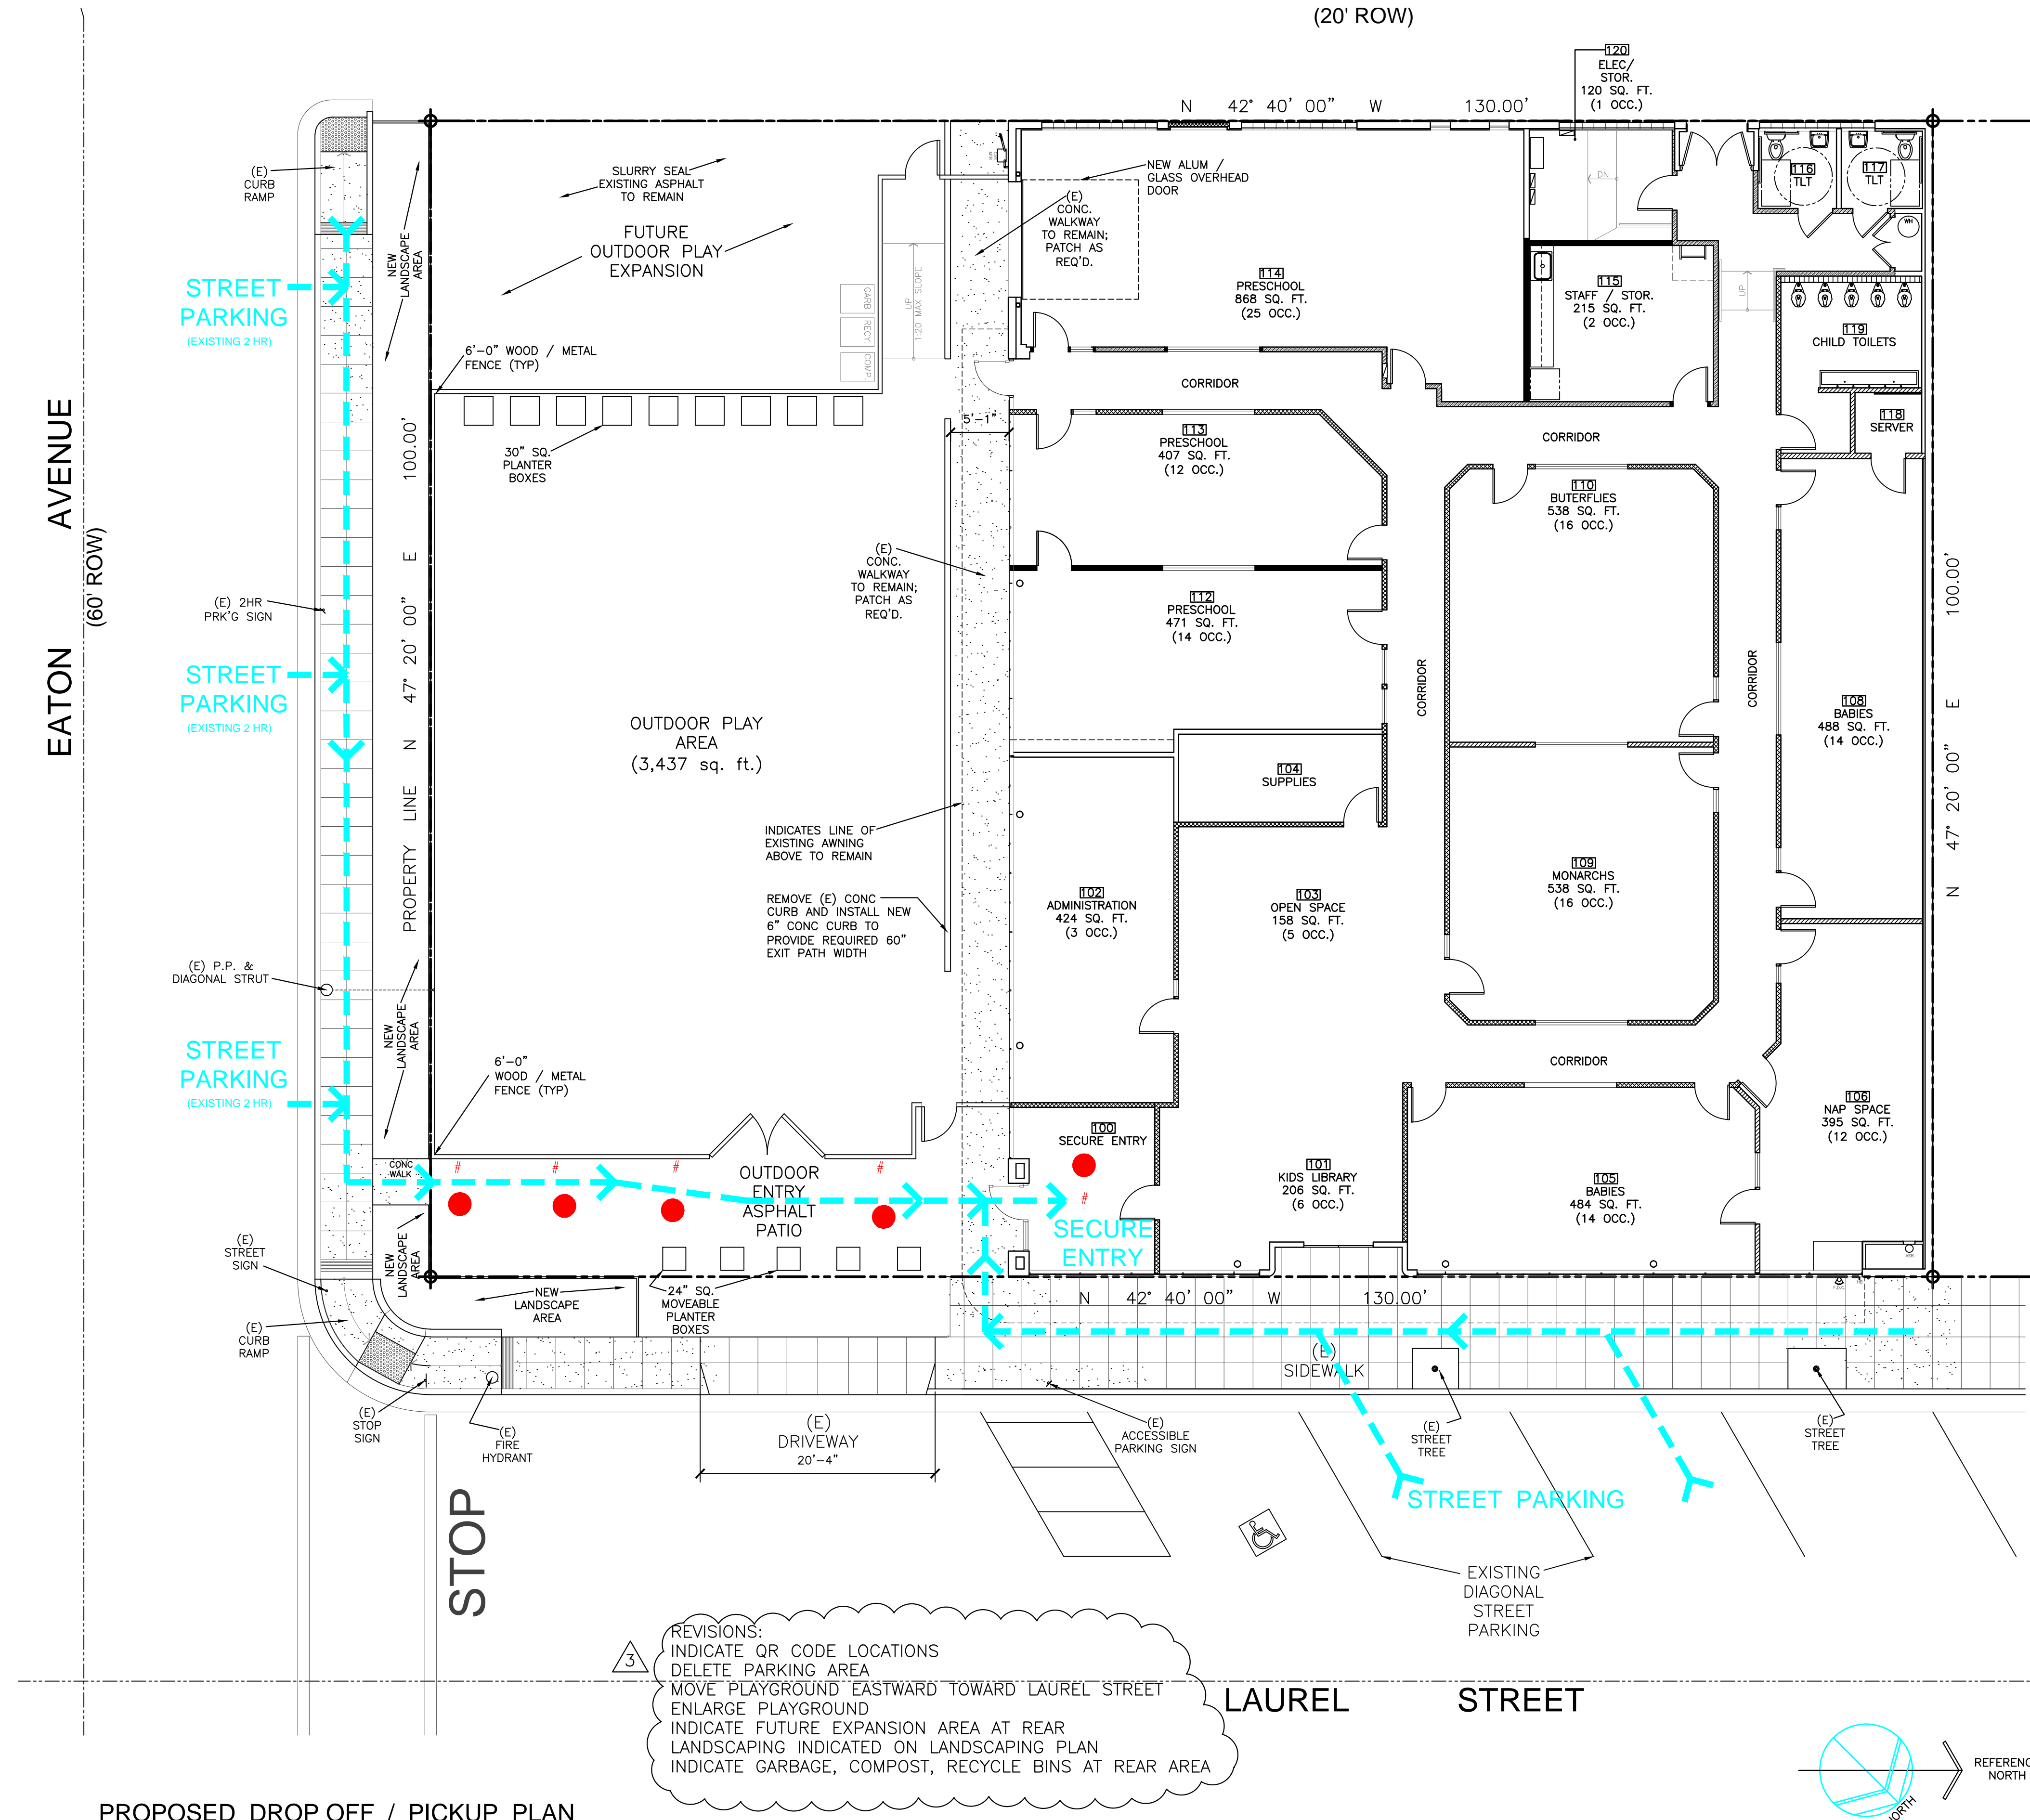 (20' ROW)
120
ELEC/
STOR.
120 SQ. FT.
(1 OCC.)
N 42° 40' 00" W 130.00'
(E)
CURB
RAMP
SLURRY SEAL
EXISTING ASPHALT
TO REMAIN
FUTURE
OUTDOOR PLAY
EXPANSION
NEW
LANDSCAPE
AREA
NEW ALUM /
GLASS OVERHEAD
DOOR
(E)
CONC.
WALKWAY
TO REMAIN;
PATCH AS
REQ'D.
DN
116
TLT
117
TLT
WH
STREET
PARKING
(EXISTING 2 HR)
GARB
RECY.
COMP.
UP
1:20 MAX SLOPE
114
PRESCHOOL
868 SQ. FT.
(25 OCC.)
115
STAFF / STOR.
215 SQ. FT.
(2 OCC.)
UP
119
CHILD TOILETS
6'-0" WOOD / METAL
FENCE (TYP)
CORRIDOR
118
SERVER
30" SQ.
PLANTER
BOXES
5'-1"
113
PRESCHOOL
407 SQ. FT.
(12 OCC.)
CORRIDOR
110
BUTERFLIES
538 SQ. FT.
(16 OCC.)
EATON AVENUE
(60' ROW)
PROPERTY LINE N 47° 20' 00" E 100.00'
(E) 2HR
PRK'G SIGN
(E)
CONC.
WALKWAY
TO REMAIN;
PATCH AS
REQ'D.
112
PRESCHOOL
471 SQ. FT.
(14 OCC.)
CORRIDOR
CORRIDOR
N 47° 20' 00" E 100.00'
STREET
PARKING
(EXISTING 2 HR)
OUTDOOR PLAY
AREA
(3,437 sq. ft.)
104
SUPPLIES
108
BABIES
488 SQ. FT.
(14 OCC.)
INDICATES LINE OF
EXISTING AWNING
ABOVE TO REMAIN
REMOVE (E) CONC
CURB AND INSTALL NEW
6" CONC CURB TO
PROVIDE REQUIRED 60"
EXIT PATH WIDTH
102
ADMINISTRATION
424 SQ. FT.
(3 OCC.)
103
OPEN SPACE
158 SQ. FT.
(5 OCC.)
109
MONARCHS
538 SQ. FT.
(16 OCC.)
(E) P.P. &
DIAGONAL STRUT
NEW
LANDSCAPE
AREA
STREET
PARKING
(EXISTING 2 HR)
6'-0"
WOOD / METAL
FENCE (TYP)
CORRIDOR
106
NAP SPACE
395 SQ. FT.
(12 OCC.)
CONC
WALK
# # # #
OUTDOOR
ENTRY
ASPHALT
PATIO
100
SECURE ENTRY
#
SECURE
ENTRY
101
KIDS LIBRARY
206 SQ. FT.
(6 OCC.)
105
BABIES
484 SQ. FT.
(14 OCC.)
(E)
STREET
SIGN
NEW
LANDSCAPE
AREA
NEW
LANDSCAPE
AREA
24" SQ.
MOVEABLE
PLANTER
BOXES
N 42° 40' 00" W 130.00'
(E)
CURB
RAMP
(E)
SIDEWALK
(E)
STOP
SIGN
(E)
FIRE
HYDRANT
(E)
DRIVEWAY
20'-4"
(E)
ACCESSIBLE
PARKING SIGN
(E)
STREET
TREE
(E)
STREET
TREE
STREET PARKING
STOP
EXISTING
DIAGONAL
STREET
PARKING
3
REVISIONS:
INDICATE QR CODE LOCATIONS
DELETE PARKING AREA
MOVE PLAYGROUND EASTWARD TOWARD LAUREL STREET
ENLARGE PLAYGROUND
INDICATE FUTURE EXPANSION AREA AT REAR
LANDSCAPING INDICATED ON LANDSCAPING PLAN
INDICATE GARBAGE, COMPOST, RECYCLE BINS AT REAR AREA
LAUREL STREET
NORTH
PROPOSED DROP OFF / PICKUP PLAN